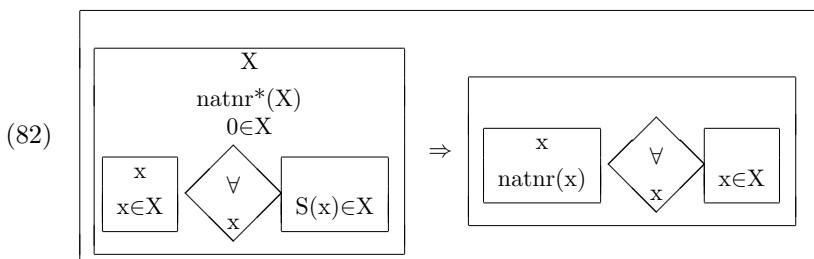 X
natnr*(X)
0∈X
(82)
x
x∈X
∀
x
S(x)∈X
⇒
x
natnr(x)
∀
x
x∈X